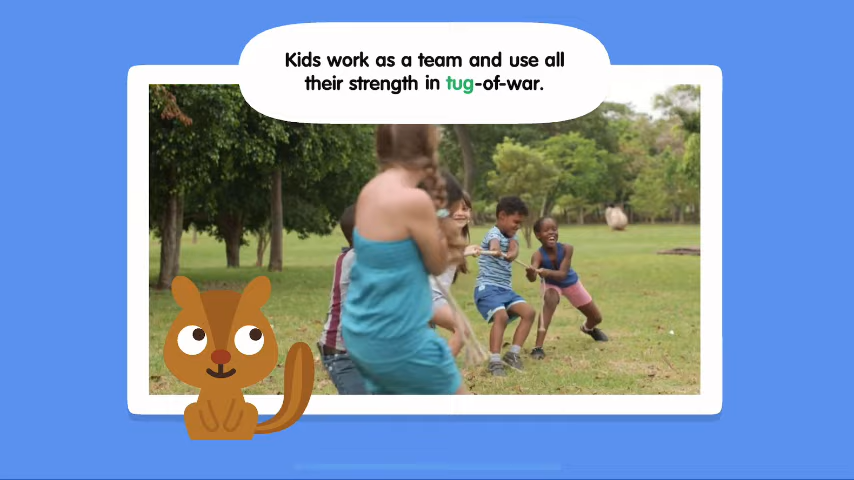 Kids work as a team and use all
their strength in tug-of-war.